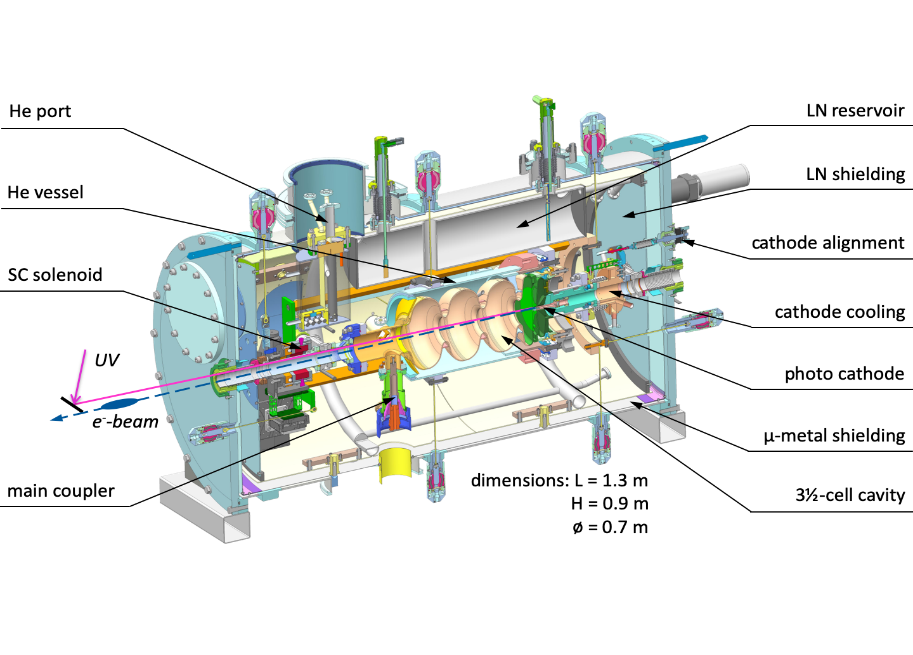 He port
He vessel
SC solenoid
UV
e⁻-beam
main coupler
LN reservoir
LN shielding
cathode alignment
cathode cooling
photo cathode
µ-metal shielding
3½-cell cavity
dimensions: L = 1.3 m
H = 0.9 m
ø = 0.7 m